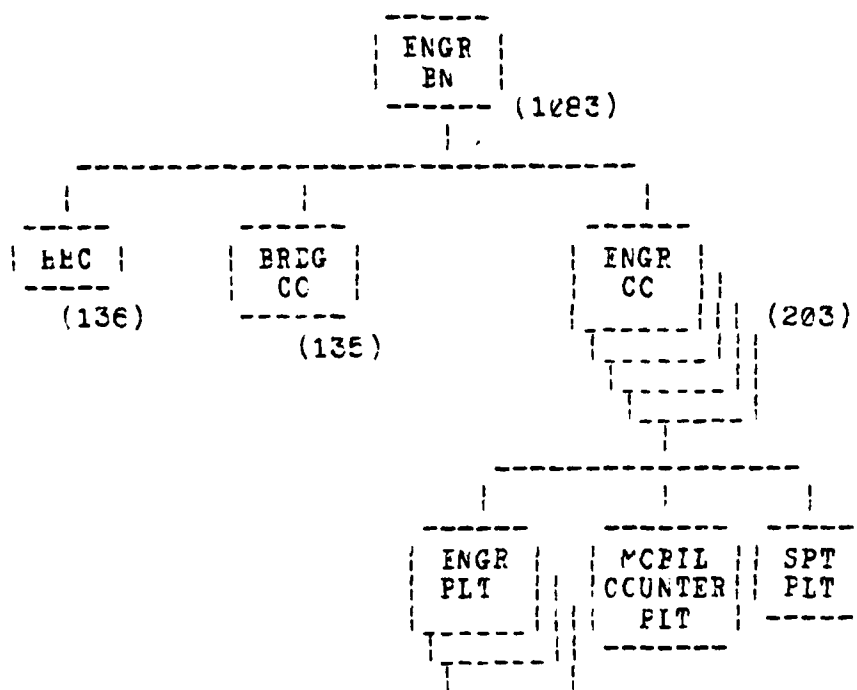 ENGR
BN
(1083)
HHC
(136)
BRDG
CO
(135)
ENGR
CO
(203)
ENGR
PLT
MOBIL
COUNTER
PLT
SPT
PLT